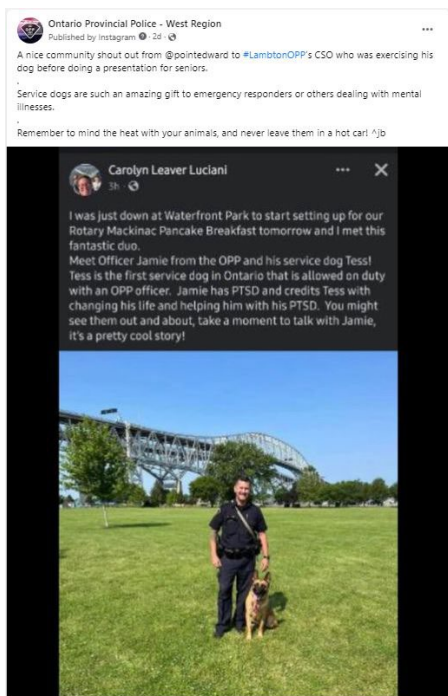 Ontario Provincial Police - West Region
Published by Instagram · 2d ·
A nice community shout out from @pointedward to #LambtonOPP's CSO who was exercising his
dog before doing a presentation for seniors.
.
Service dogs are such an amazing gift to emergency responders or others dealing with mental
illnesses.
.
Remember to mind the heat with your animals, and never leave them in a hot car! ^jb
Carolyn Leaver Luciani
3h ·
I was just down at Waterfront Park to start setting up for our
Rotary Mackinac Pancake Breakfast tomorrow and I met this
fantastic duo.
Meet Officer Jamie from the OPP and his service dog Tess!
Tess is the first service dog in Ontario that is allowed on duty
with an OPP officer. Jamie has PTSD and credits Tess with
changing his life and helping him with his PTSD. You might
see them out and about, take a moment to talk with Jamie,
it's a pretty cool story!